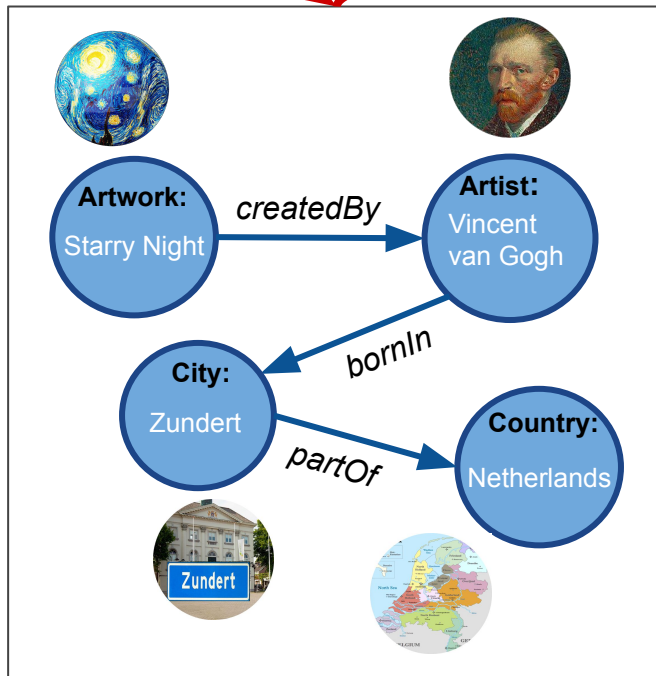 Artwork:
Starry Night
createdBy
Artist:
Vincent
van Gogh
bornIn
City:
Zundert
partOf
Country:
Netherlands
Zundert